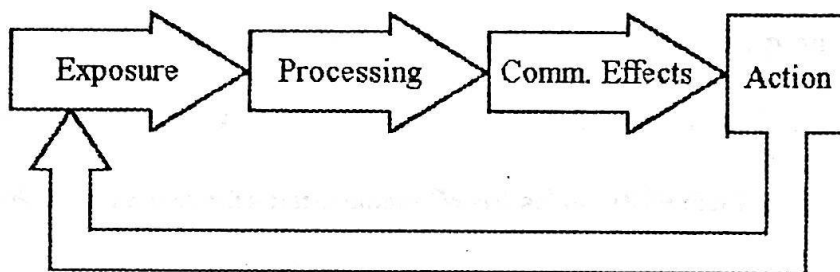 Exposure
Processing
Comm. Effects
Action